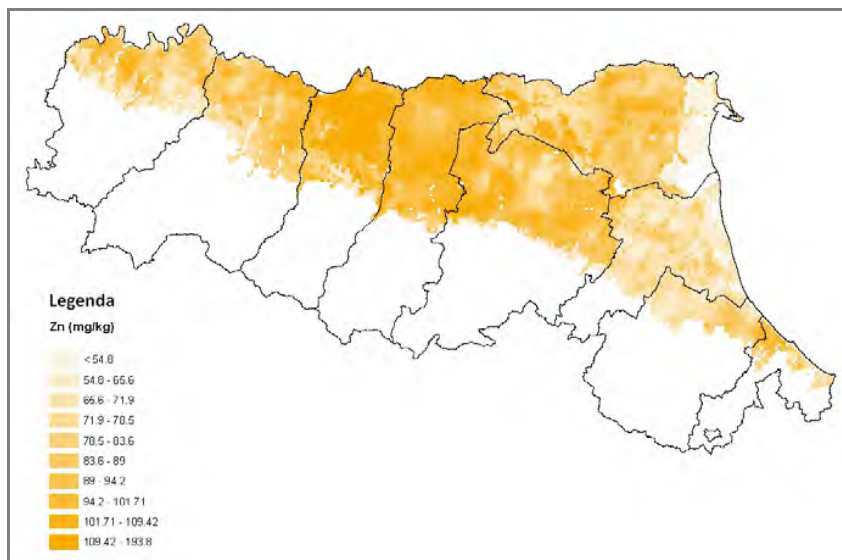 Legenda
Zn (mg/kg)
<54.8
54.8 - 65.6
65.6 - 71.9
71.9 - 78.5
78.5 - 83.6
83.6 - 89
89 - 94.2
94.2 - 101.71
101.71 - 109.42
109.42 - 193.8